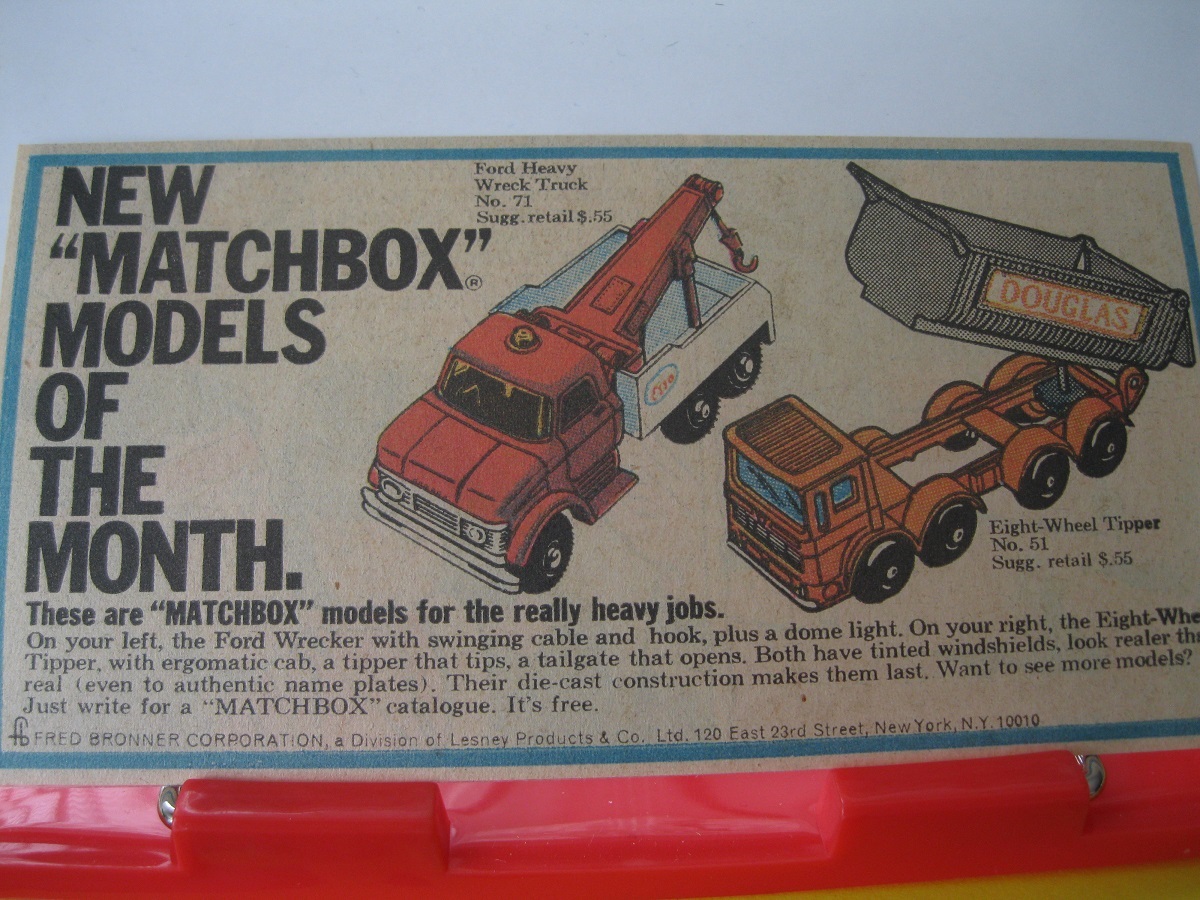 NEW
“MATCHBOX”®
MODELS
OF
THE
MONTH.
Ford Heavy
Wreck Truck
No. 71
Sugg. retail $.55
Esso
DOUGLAS
Eight-Wheel Tipper
No. 51
Sugg. retail $.55
These are “MATCHBOX” models for the really heavy jobs.
On your left, the Ford Wrecker with swinging cable and hook, plus a dome light. On your right, the Eight-Whe
Tipper, with ergomatic cab, a tipper that tips, a tailgate that opens. Both have tinted windshields, look realer th
real (even to authentic name plates). Their die-cast construction makes them last. Want to see more models?
Just write for a “MATCHBOX” catalogue. It's free.
fb FRED BRONNER CORPORATION, a Division of Lesney Products & Co. Ltd. 120 East 23rd Street, New York, N.Y. 10010